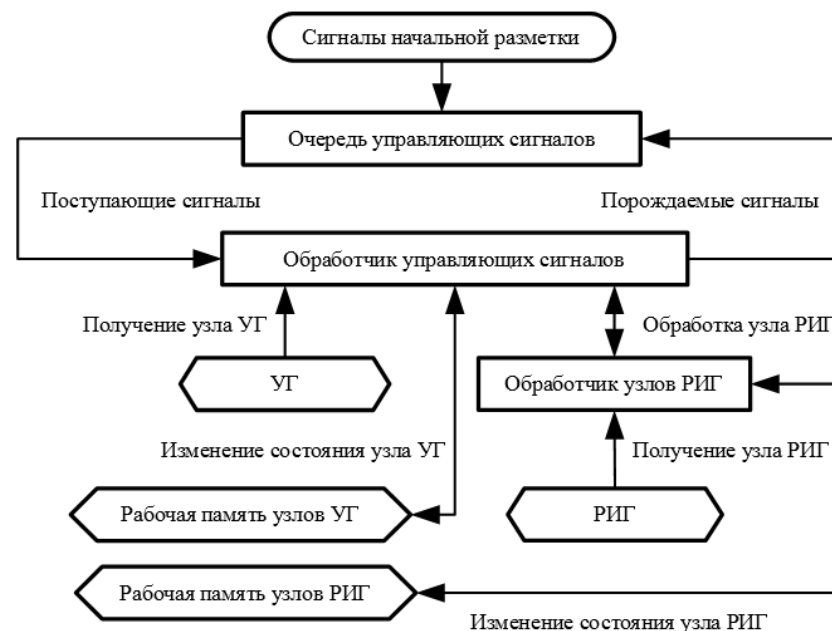 Сигналы начальной разметки
Очередь управляющих сигналов
Поступающие сигналы
Порождаемые сигналы
Обработчик управляющих сигналов
Получение узла УГ
Обработка узла РИГ
УГ
Обработчик узлов РИГ
Изменение состояния узла УГ
Получение узла РИГ
Рабочая память узлов УГ
РИГ
Рабочая память узлов РИГ
Изменение состояния узла РИГ